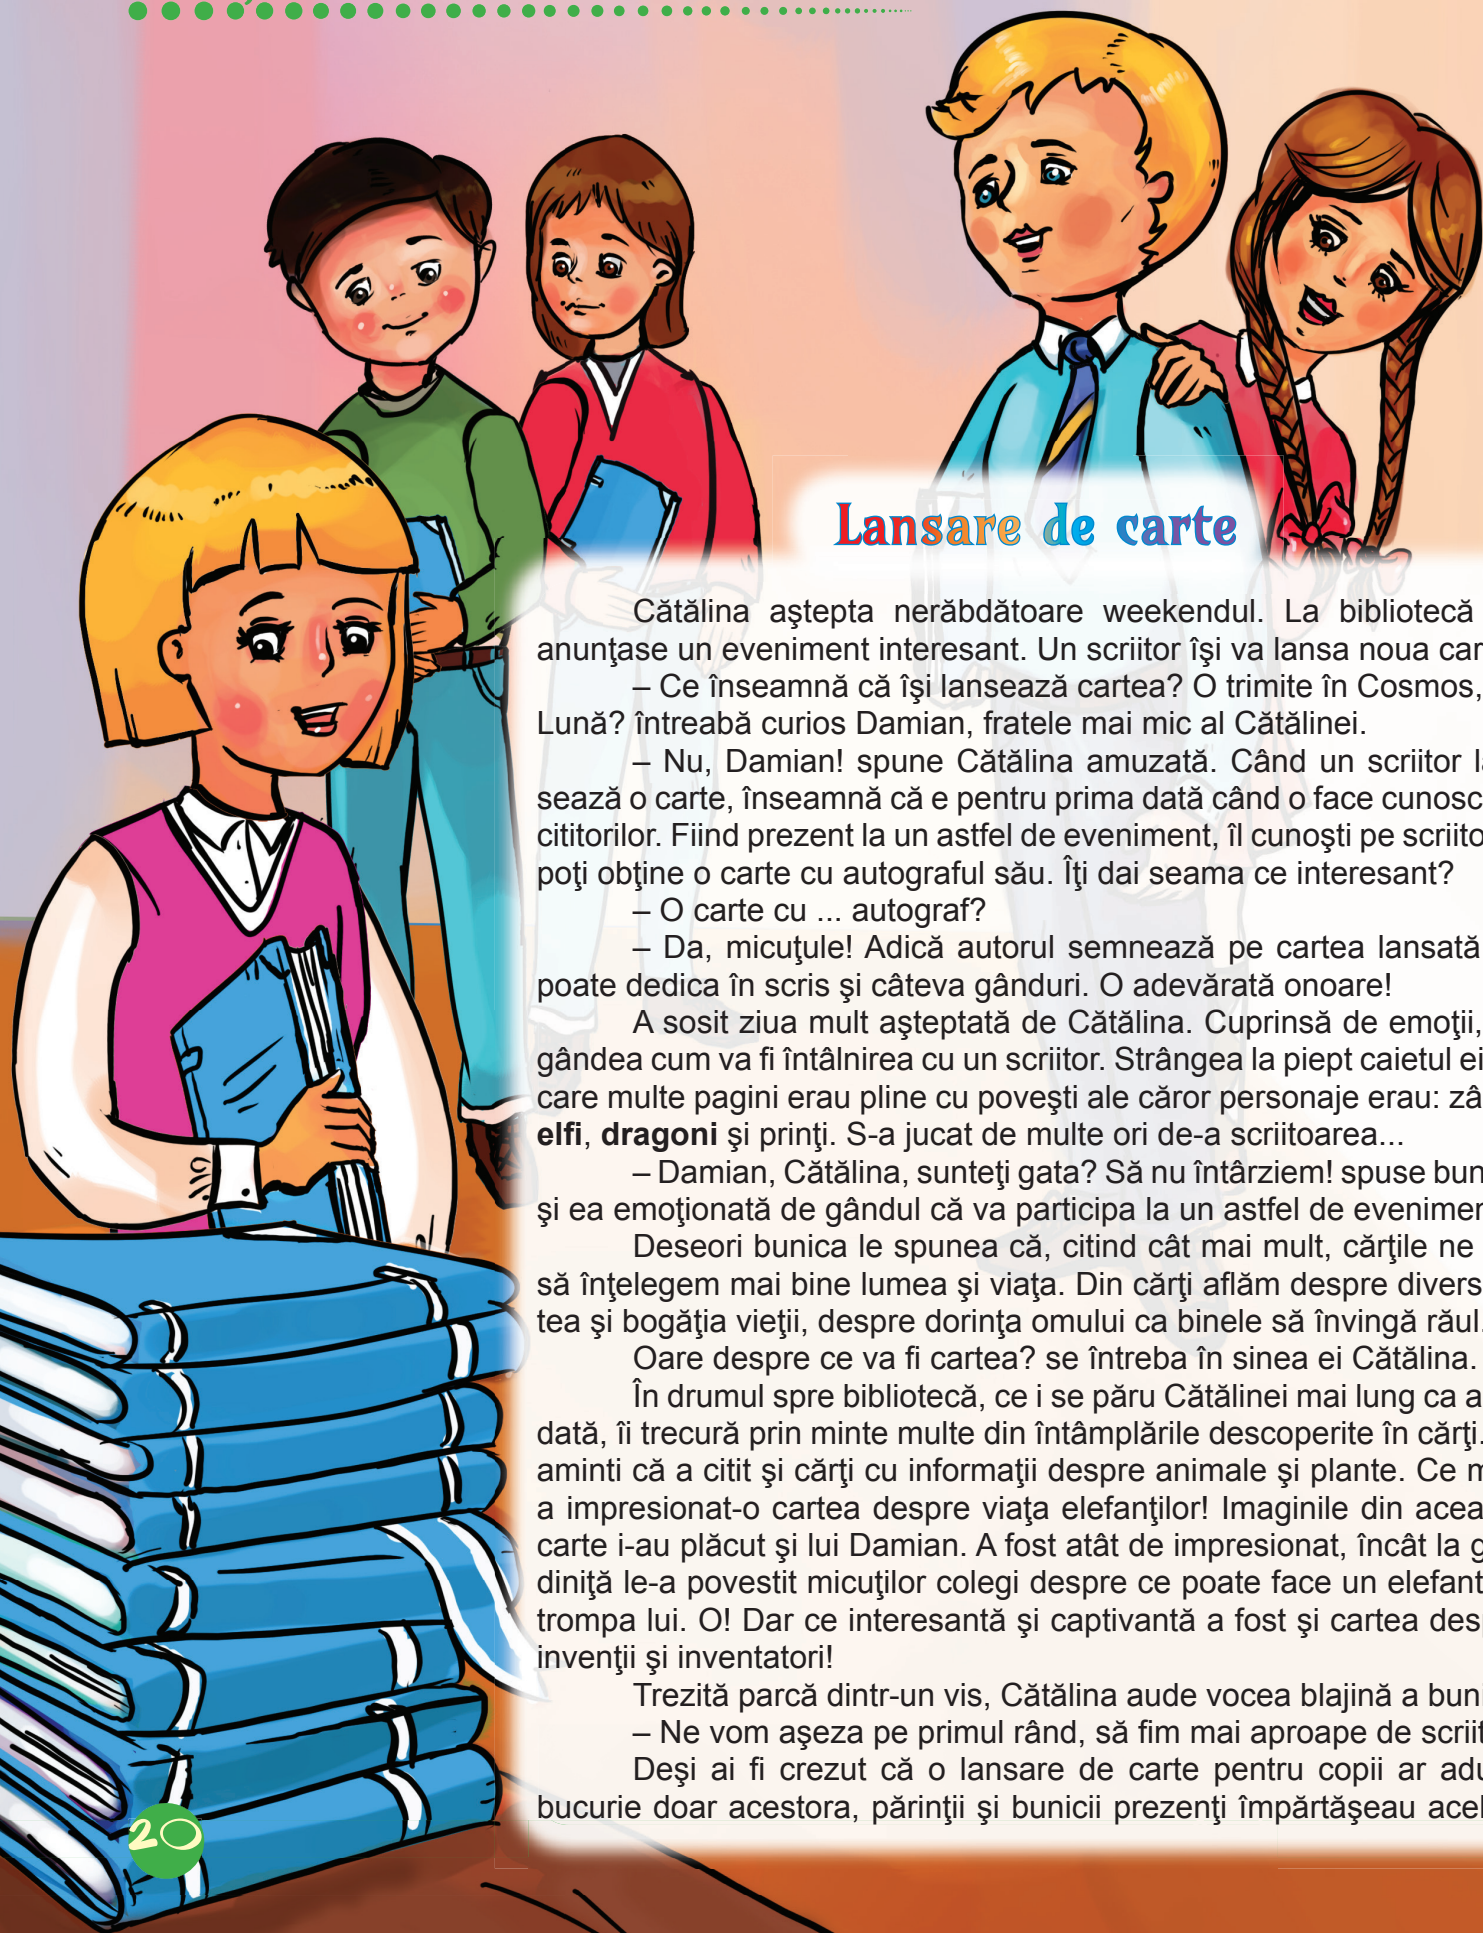 Lansare de carte
Cătălina aştepta nerăbdătoare weekendul. La bibliotecă
anunţase un eveniment interesant. Un scriitor îşi va lansa noua
– Ce înseamnă că îşi lansează cartea? O trimite în Cosmos,
Lună? întreabă curios Damian, fratele mai mic al Cătălinei.
– Nu, Damian! spune Cătălina amuzată. Când un scriitor
sează o carte, înseamnă că e pentru prima dată când o face
cititorilor. Fiind prezent la un astfel de eveniment, îl cunoşti pe
poţi obţine o carte cu autograful său. Îţi dai seama ce interesant?
– O carte cu ... autograf?
– Da, micuţule! Adică autorul semnează pe cartea lansată
poate dedica în scris şi câteva gânduri. O adevărată onoare!
A sosit ziua mult aşteptată de Cătălina. Cuprinsă de emoţii,
gândea cum va fi întâlnirea cu un scriitor. Strângea la piept caietul ei
care multe pagini erau pline cu poveşti ale căror personaje erau:
elfi, dragoni şi prinţi. S-a jucat de multe ori de-a scriitoarea...
– Damian, Cătălina, sunteţi gata? Să nu întârziem! spuse
şi ea emoţionată de gândul că va participa la un astfel de
Deseori bunica le spunea că, citind cât mai mult, cărţile ne
să înţelegem mai bine lumea şi viaţa. Din cărţi aflăm despre
tea şi bogăţia vieţii, despre dorinţa omului ca binele să învingă răul.
Oare despre ce va fi cartea? se întreba în sinea ei Cătălina.
În drumul spre bibliotecă, ce i se păru Cătălinei mai lung ca
dată, îi trecură prin minte multe din întâmplările descoperite în cărţi.
aminti că a citit şi cărţi cu informaţii despre animale şi plante. Ce
a impresionat-o cartea despre viaţa elefanţilor! Imaginile din
carte i-au plăcut şi lui Damian. A fost atât de impresionat, încât la
diniţă le-a povestit micuţilor colegi despre ce poate face un elefant
trompa lui. O! Dar ce interesantă şi captivantă a fost şi cartea
invenţii şi inventatori!
Trezită parcă dintr-un vis, Cătălina aude vocea blajină a
– Ne vom aşeza pe primul rând, să fim mai aproape de
Deşi ai fi crezut că o lansare de carte pentru copii ar
bucurie doar acestora, părinţii şi bunicii prezenţi împărtăşeau
20